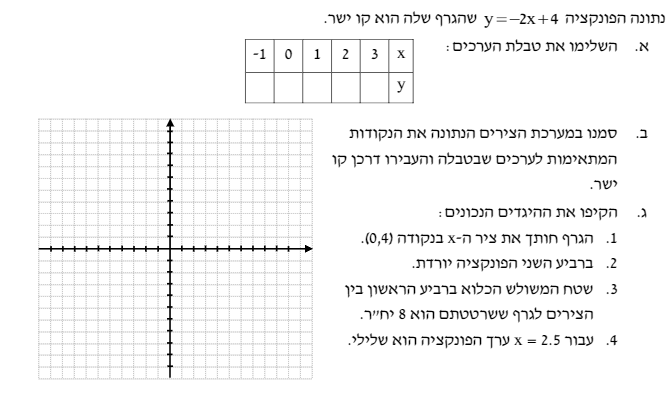 נתונה הפונקציה y=−2x+4 שהגרף שלה הוא קו ישר.
א. השלימו את טבלת הערכים:
-1 0 1 2 3 x
y
ב. סמנו במערכת הצירים הנתונה את הנקודות
המתאימות לערכים שבטבלה והעבירו דרכן קו
ישר.
ג. הקיפו את ההיגדים הנכונים:
1. הגרף חותך את ציר ה-x בנקודה (0,4).
2. ברביע השני הפונקציה יורדת.
3. שטח המשולש הכלוא ברביע הראשון בין
הצירים לגרף ששרטטתם הוא 8 יח״ר.
4. עבור x = 2.5 ערך הפונקציה הוא שלילי.